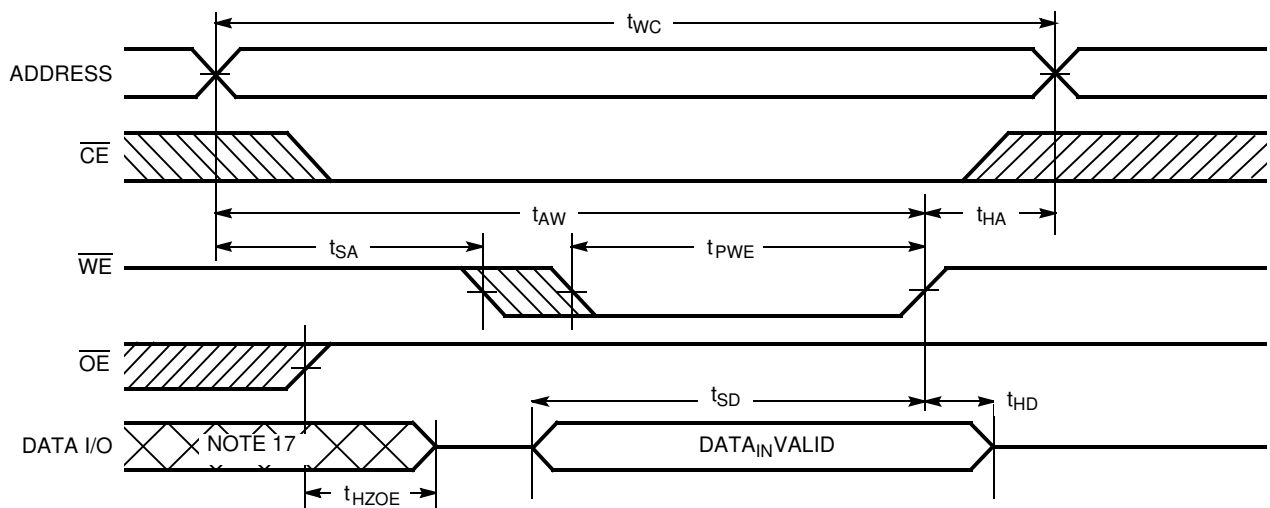 tWC
ADDRESS
CE
tAW
tHA
tSA
tPWE
WE
OE
tSD
tHD
DATA I/O
NOTE 17
DATAINVALID
tHZOE